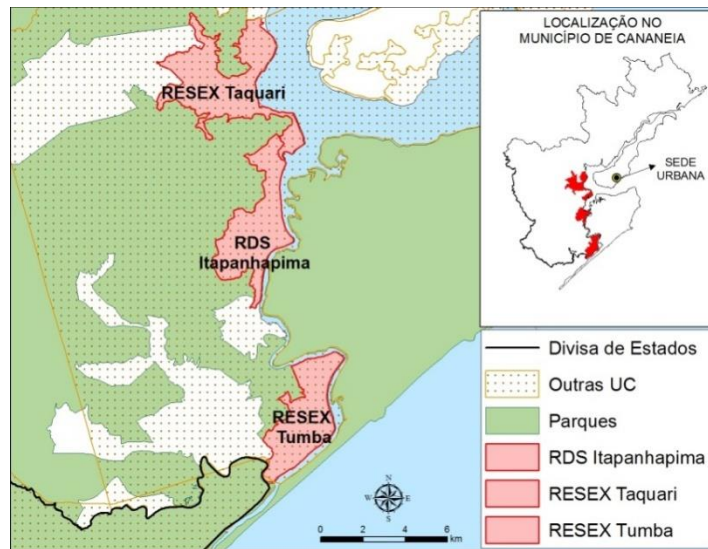 LOCALIZAÇÃO NO
MUNICÍPIO DE CANANEIA
SEDE
URBANA
RESEX Taquari
RDS
Itapanhapima
RESEX
Tumba
Divisa de Estados
Outras UC
Parques
RDS Itapanhapima
RESEX Taquari
RESEX Tumba
N
W
E
S
0 2 4 6
km